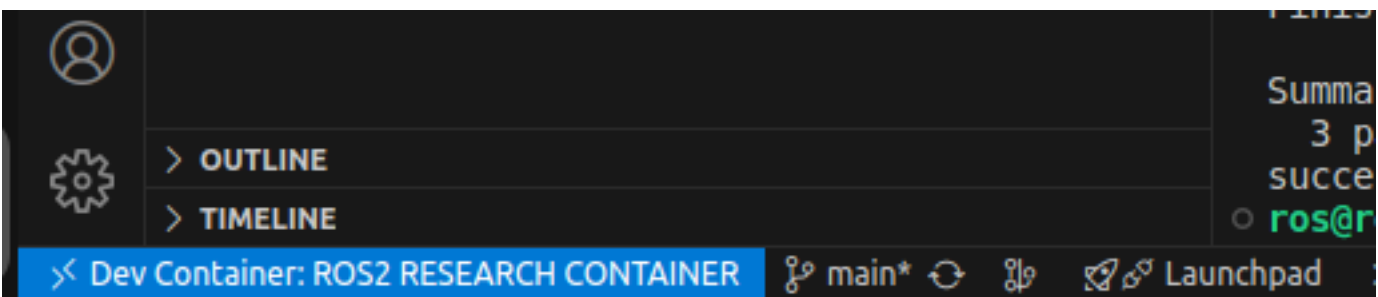 Summa
3 p
succe
OUTLINE
TIMELINE
ros@r
Dev Container: ROS2 RESEARCH CONTAINER main* Launchpad